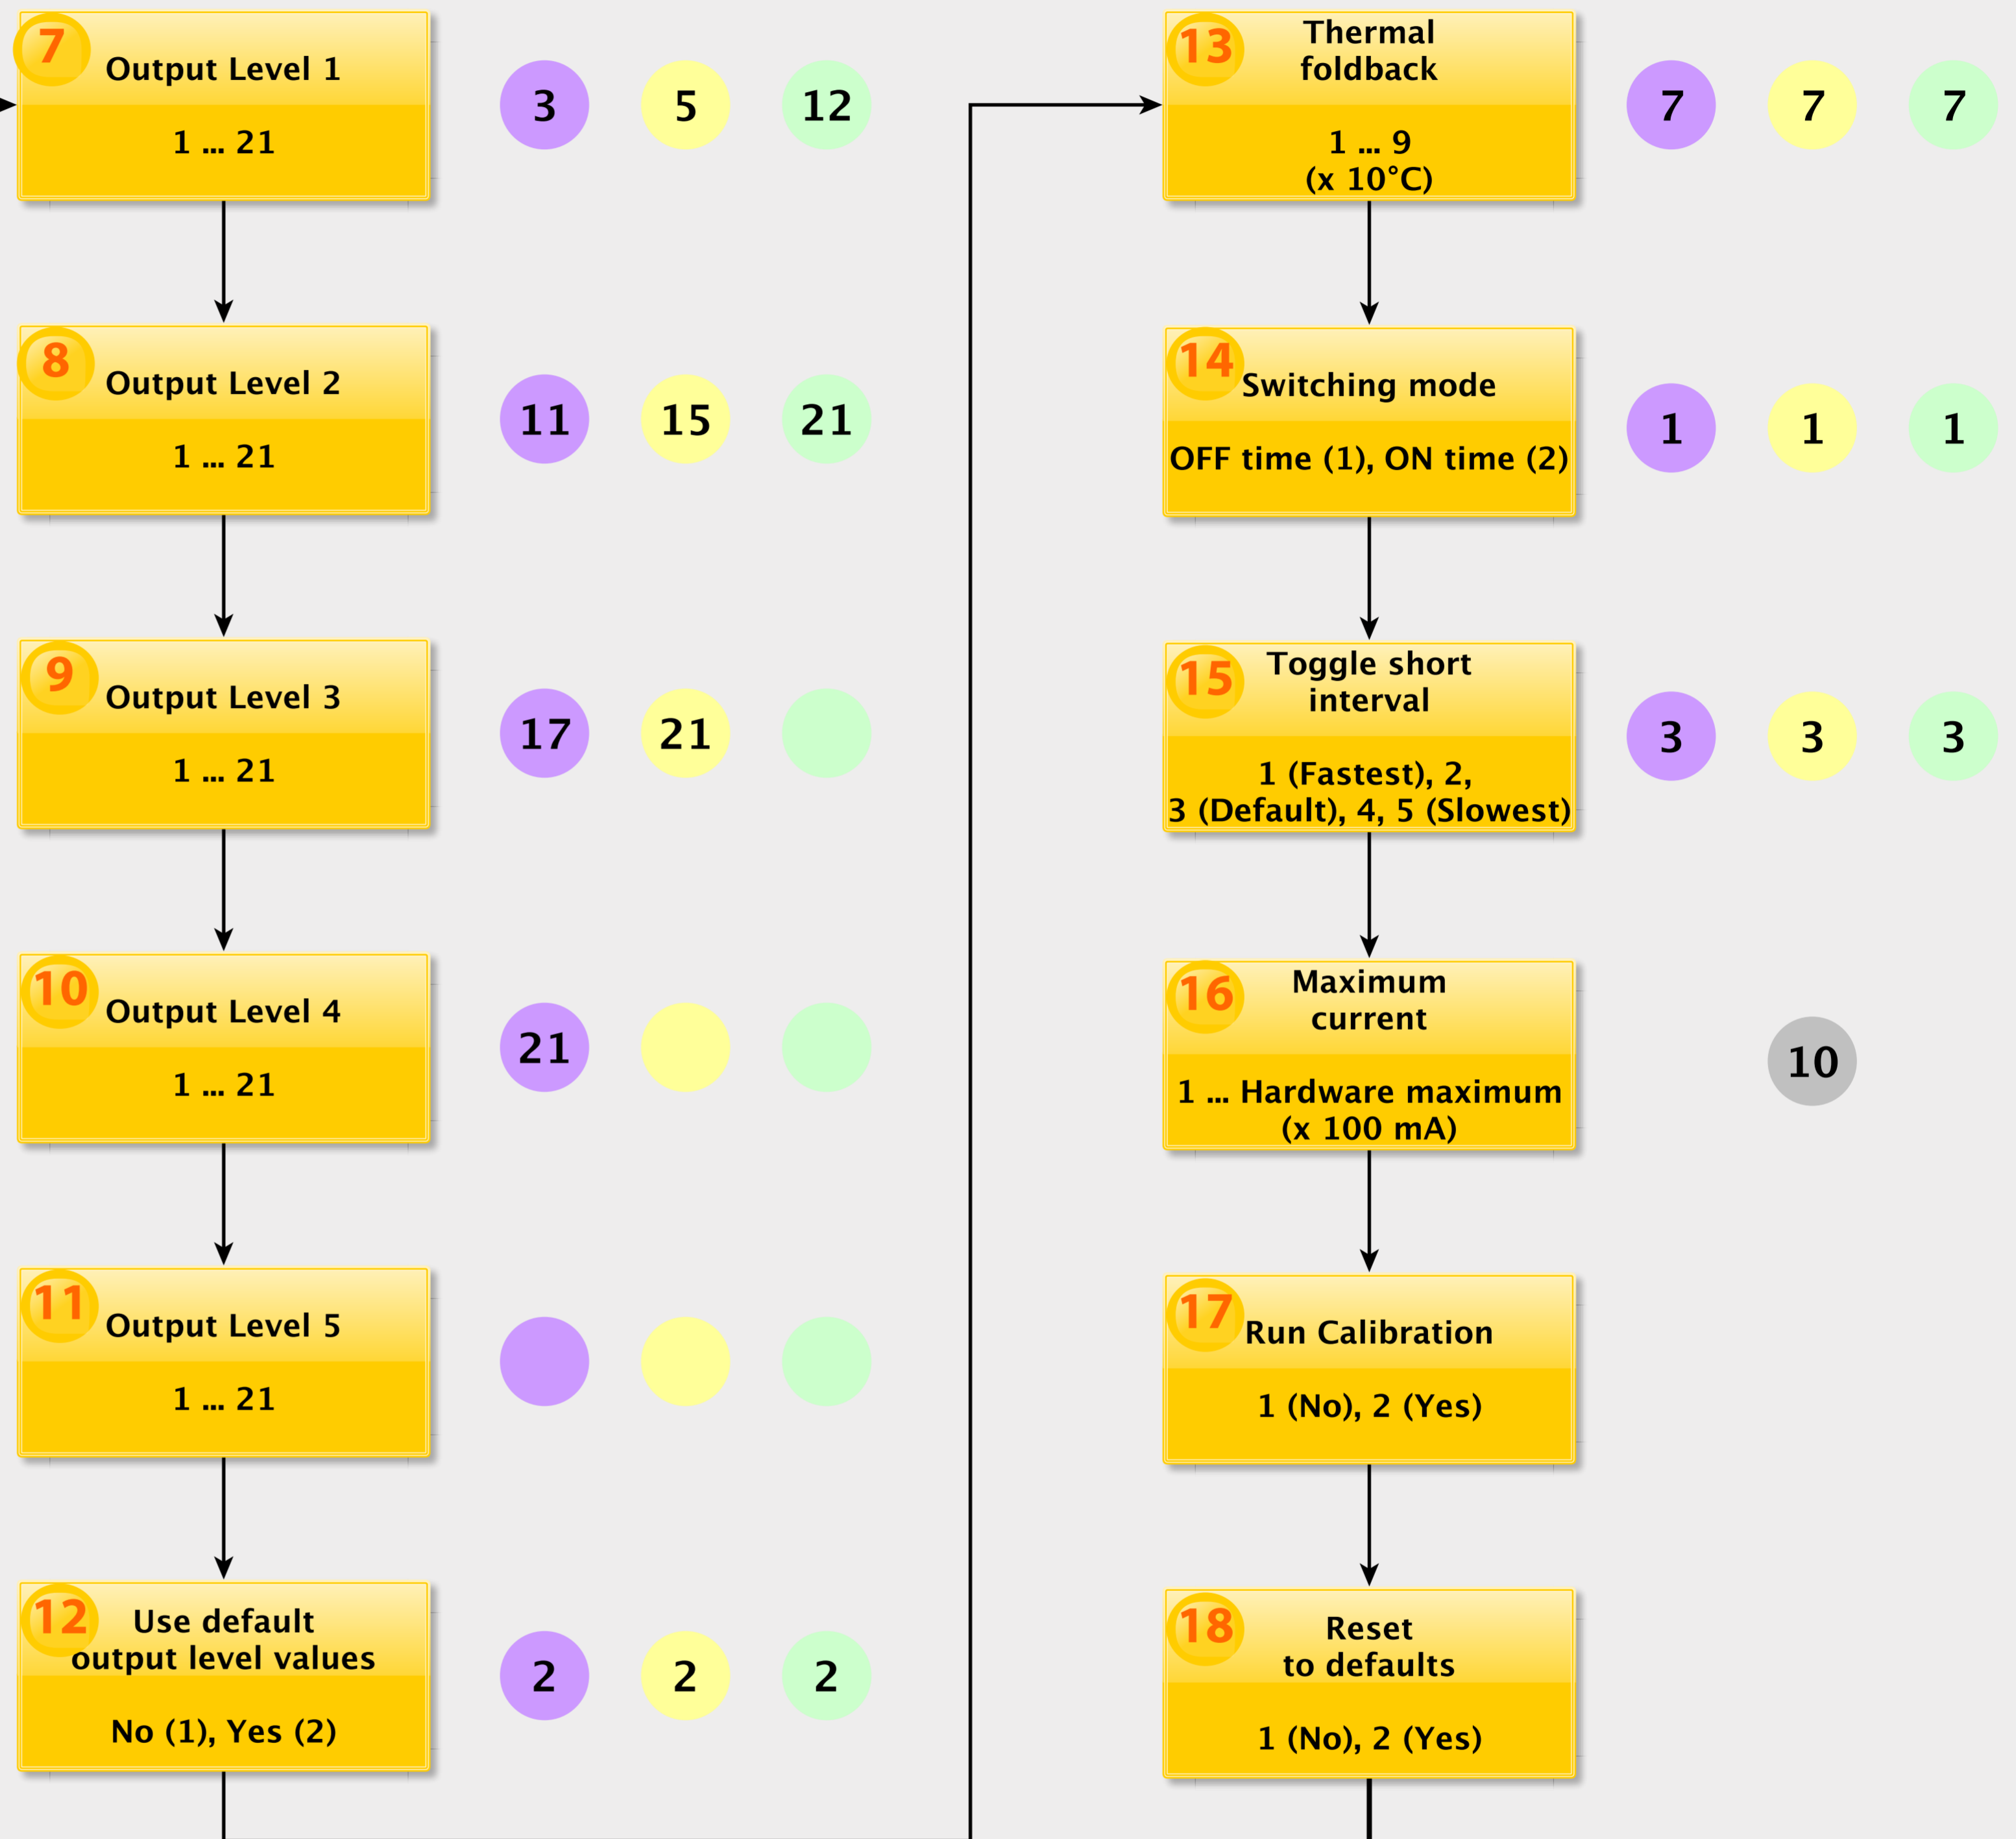 7
Output Level 1
1 ... 21
3 5 12
8
Output Level 2
1 ... 21
11 15 21
9
Output Level 3
1 ... 21
17 21
10
Output Level 4
1 ... 21
21
11
Output Level 5
1 ... 21
12
Use default
output level values
No (1), Yes (2)
2 2 2
13
Thermal
foldback
1 ... 9
(x 10°C)
7 7 7
14
Switching mode
OFF time (1), ON time (2)
1 1 1
15
Toggle short
interval
1 (Fastest), 2,
3 (Default), 4, 5 (Slowest)
3 3 3
16
Maximum
current
1 ... Hardware maximum
(x 100 mA)
10
17
Run Calibration
1 (No), 2 (Yes)
18
Reset
to defaults
1 (No), 2 (Yes)